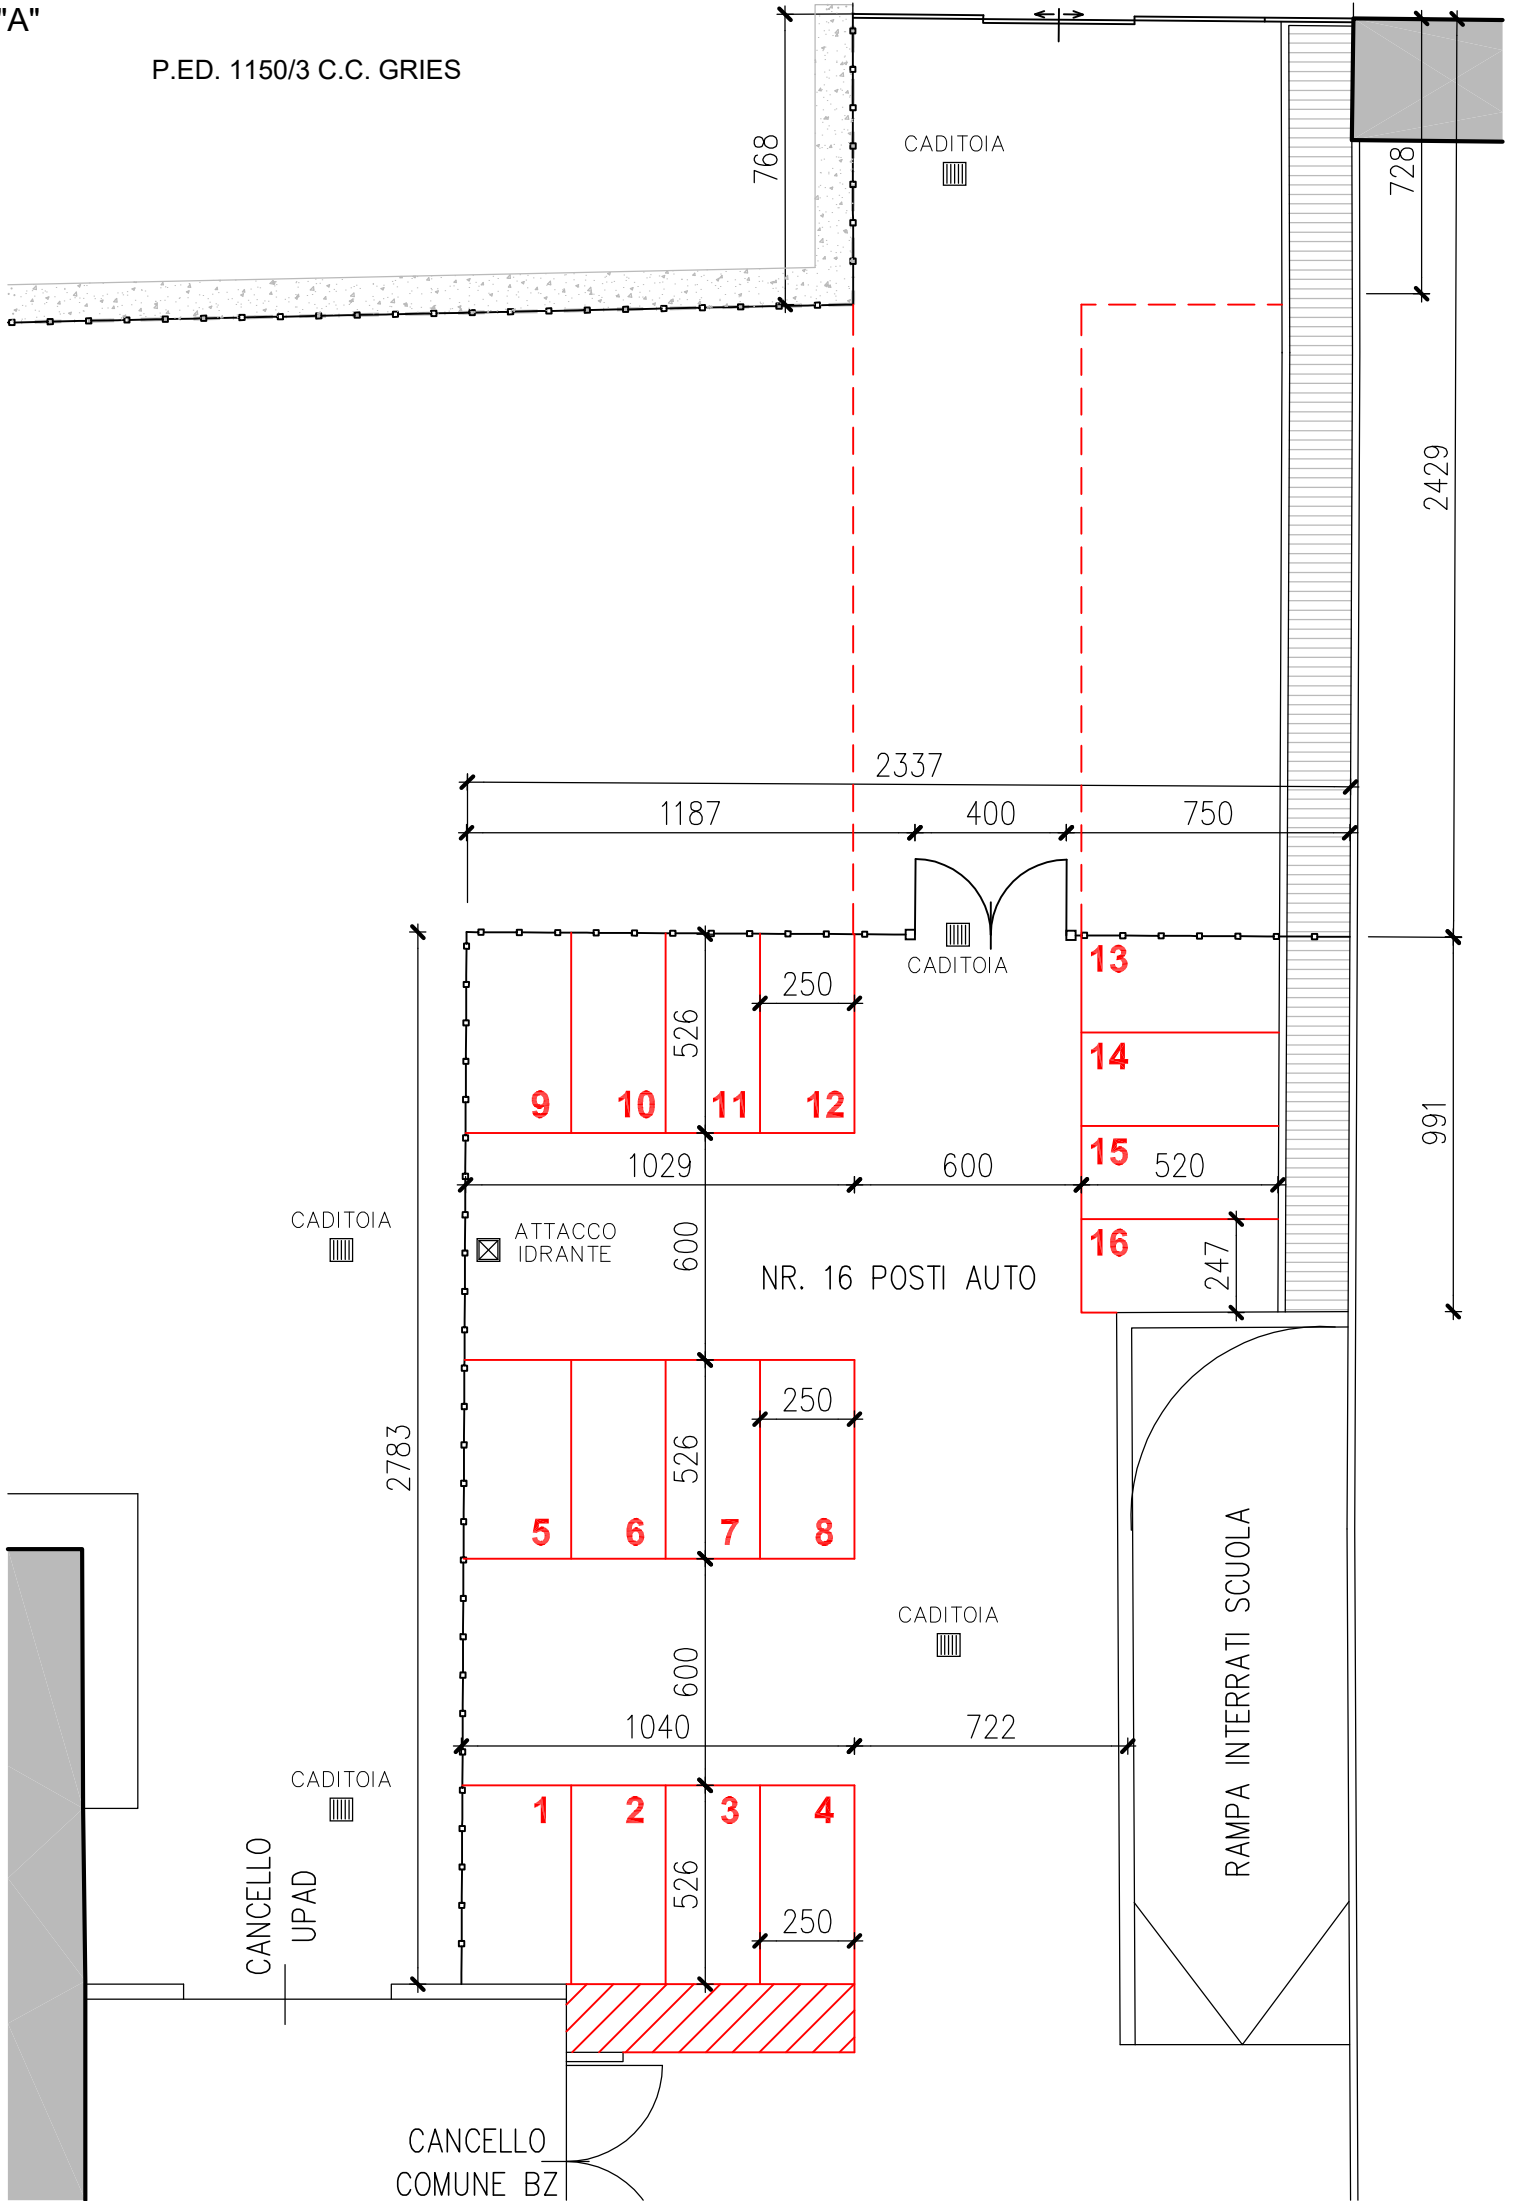 "A"
P.ED. 1150/3 C.C. GRIES
768
CADITOIA
728
2429
2337
1187
400
750
CADITOIA
13
250
526
14
9
10
11
12
991
15
1029
600
520
CADITOIA
ATTACCO
IDRANTE
600
16
247
NR. 16 POSTI AUTO
250
2783
526
5
6
7
8
RAMPA INTERRATI SCUOLA
CADITOIA
600
1040
722
CADITOIA
1
2
3
4
CANCELLO
UPAD
526
250
CANCELLO
COMUNE BZ